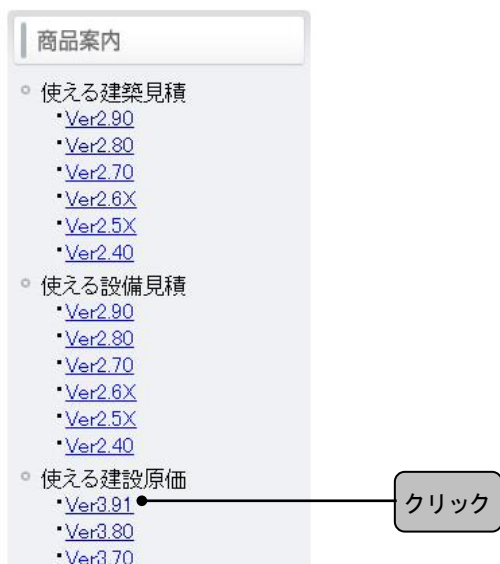 商品案内
使える建築見積
・Ver2.90
・Ver2.80
・Ver2.70
・Ver2.6X
・Ver2.5X
・Ver2.40
使える設備見積
・Ver2.90
・Ver2.80
・Ver2.70
・Ver2.6X
・Ver2.5X
・Ver2.40
使える建設原価
・Ver3.91
クリック
・Ver3.80
・Ver3.70